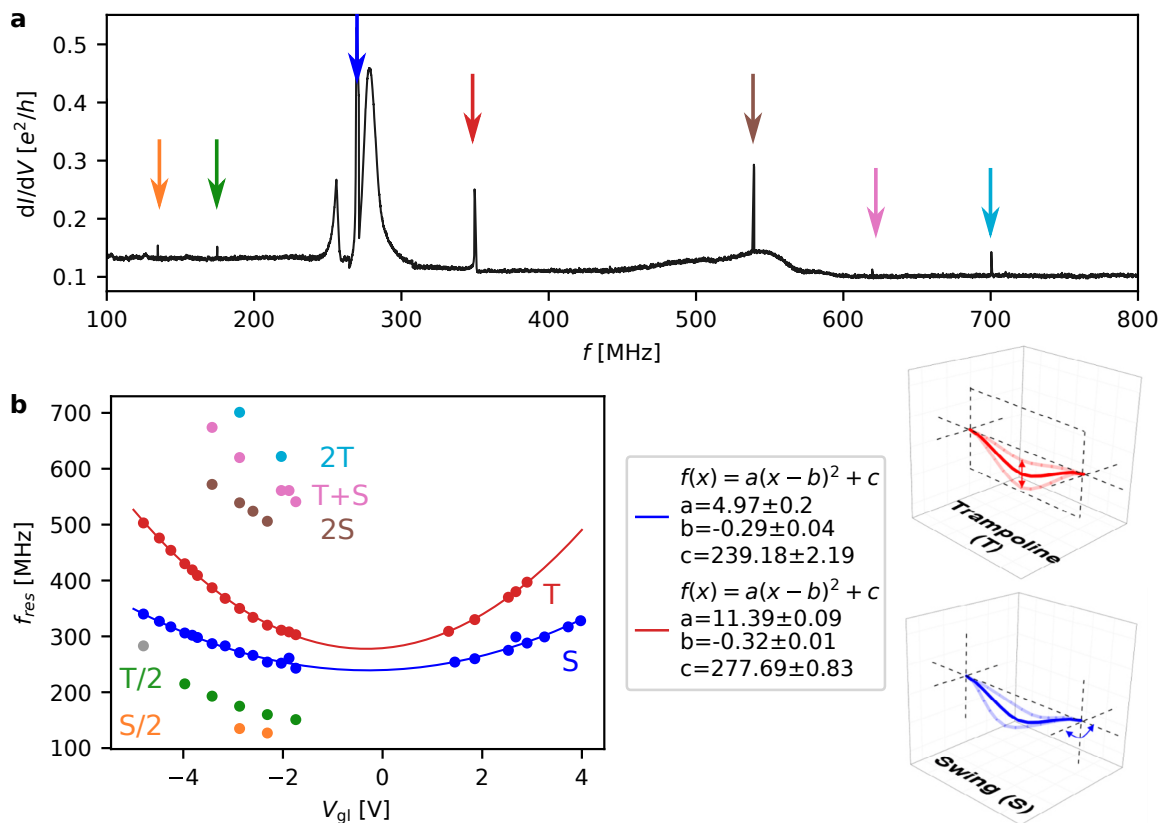 a
dI/dV [e²/h]
0.5
0.4
0.3
0.2
0.1
100 200 300 400 500 600 700 800
f [MHz]
b
f_res [MHz]
700
600
500
400
300
200
100
2T
T+S
2S
T
S
T/2
S/2
−4 −2 0 2 4
V_gl [V]
f(x) = a(x − b)² + c
a=4.97±0.2
b=-0.29±0.04
c=239.18±2.19
f(x) = a(x − b)² + c
a=11.39±0.09
b=-0.32±0.01
c=277.69±0.83
Trampoline
(T)
Swing (S)